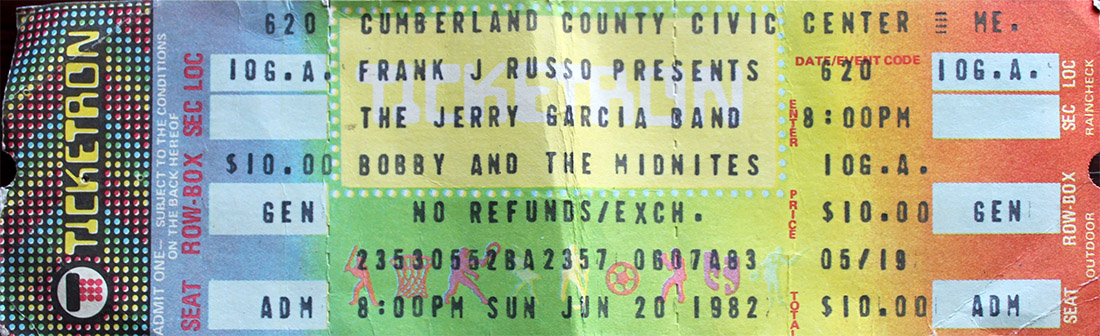 TICKETRON
ADMIT ONE— SUBJECT TO THE CONDITIONS
ON THE BACK HEREOF
SEAT ROW-BOX SEC LOC
620 CUMBERLAND COUNTY CIVIC CENTER ME.
DATE/EVENT CODE
10G.A. FRANK J RUSSO PRESENTS 620 10G.A.
TICKETRON
THE JERRY GARCIA BAND 8:00PM
ENTER
$10.00 BOBBY AND THE MIDNITES 10G.A.
PRICE
GEN NO REFUNDS/EXCH. $10.00 GEN
23530652BA2357 0607A83 05/19
ADM 8:00PM SUN JUN 20 1982 $10.00 ADM
TOTAL
SEAT ROW-BOX SEC LOC
OUTDOOR RAINCHECK